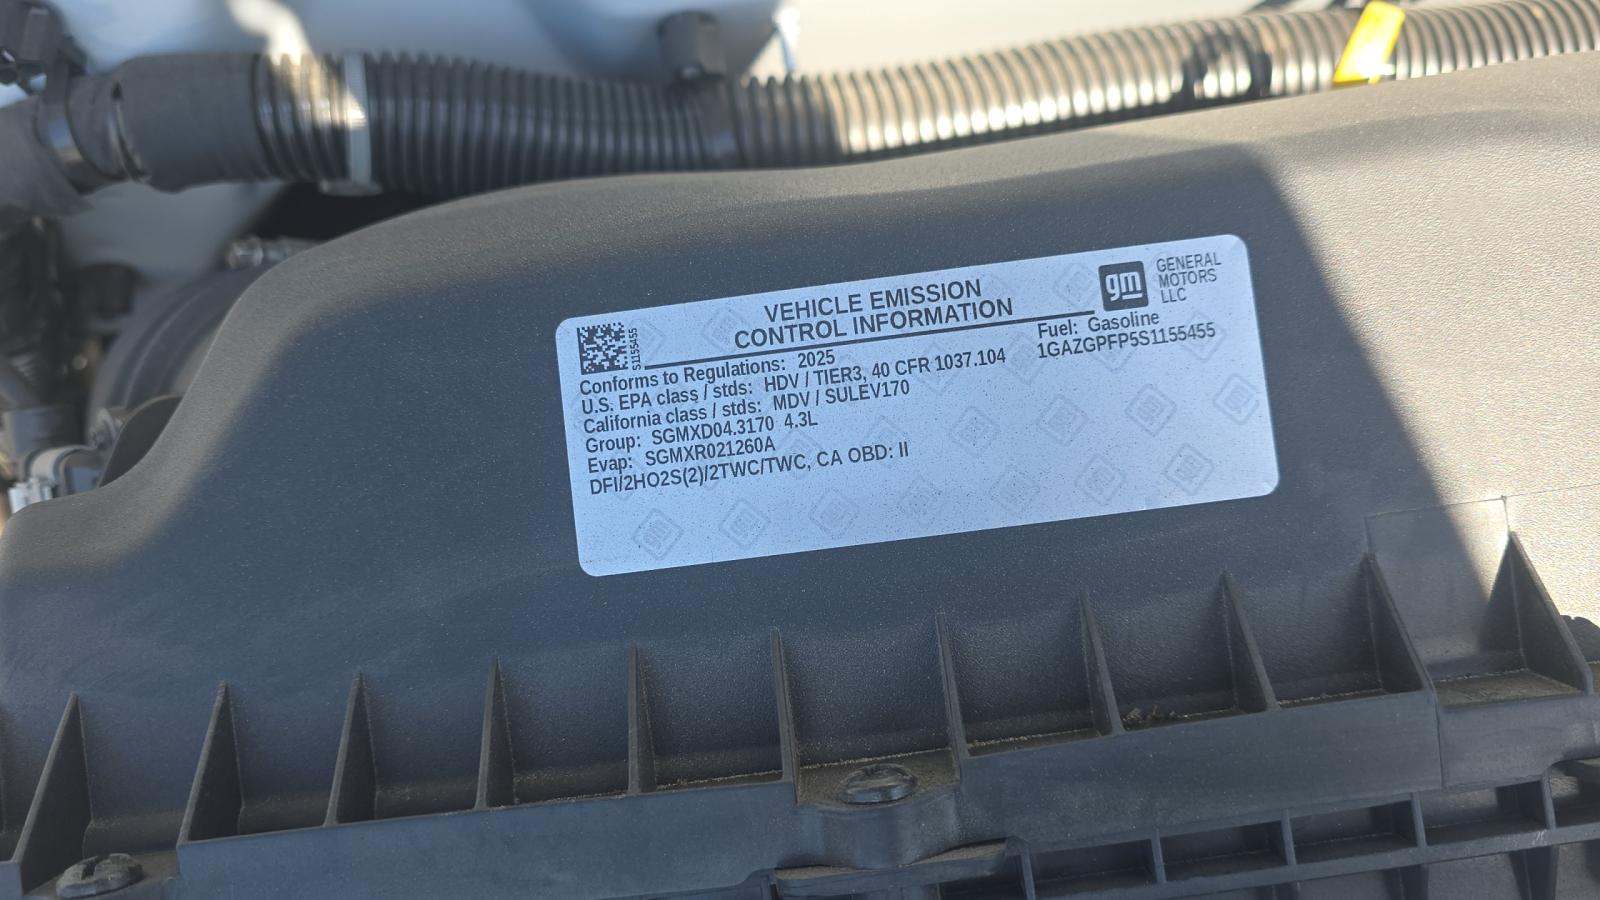 VEHICLE EMISSION
CONTROL INFORMATION
gm
GENERAL
MOTORS
LLC
S1155455
Conforms to Regulations: 2025
Fuel: Gasoline
U.S. EPA class / stds: HDV / TIER3, 40 CFR 1037.104
1GAZGPFP5S1155455
California class / stds: MDV / SULEV170
Group: SGMXD04.3170 4.3L
Evap: SGMXR021260A
DFI/2HO2S(2)/2TWC/TWC, CA OBD: II